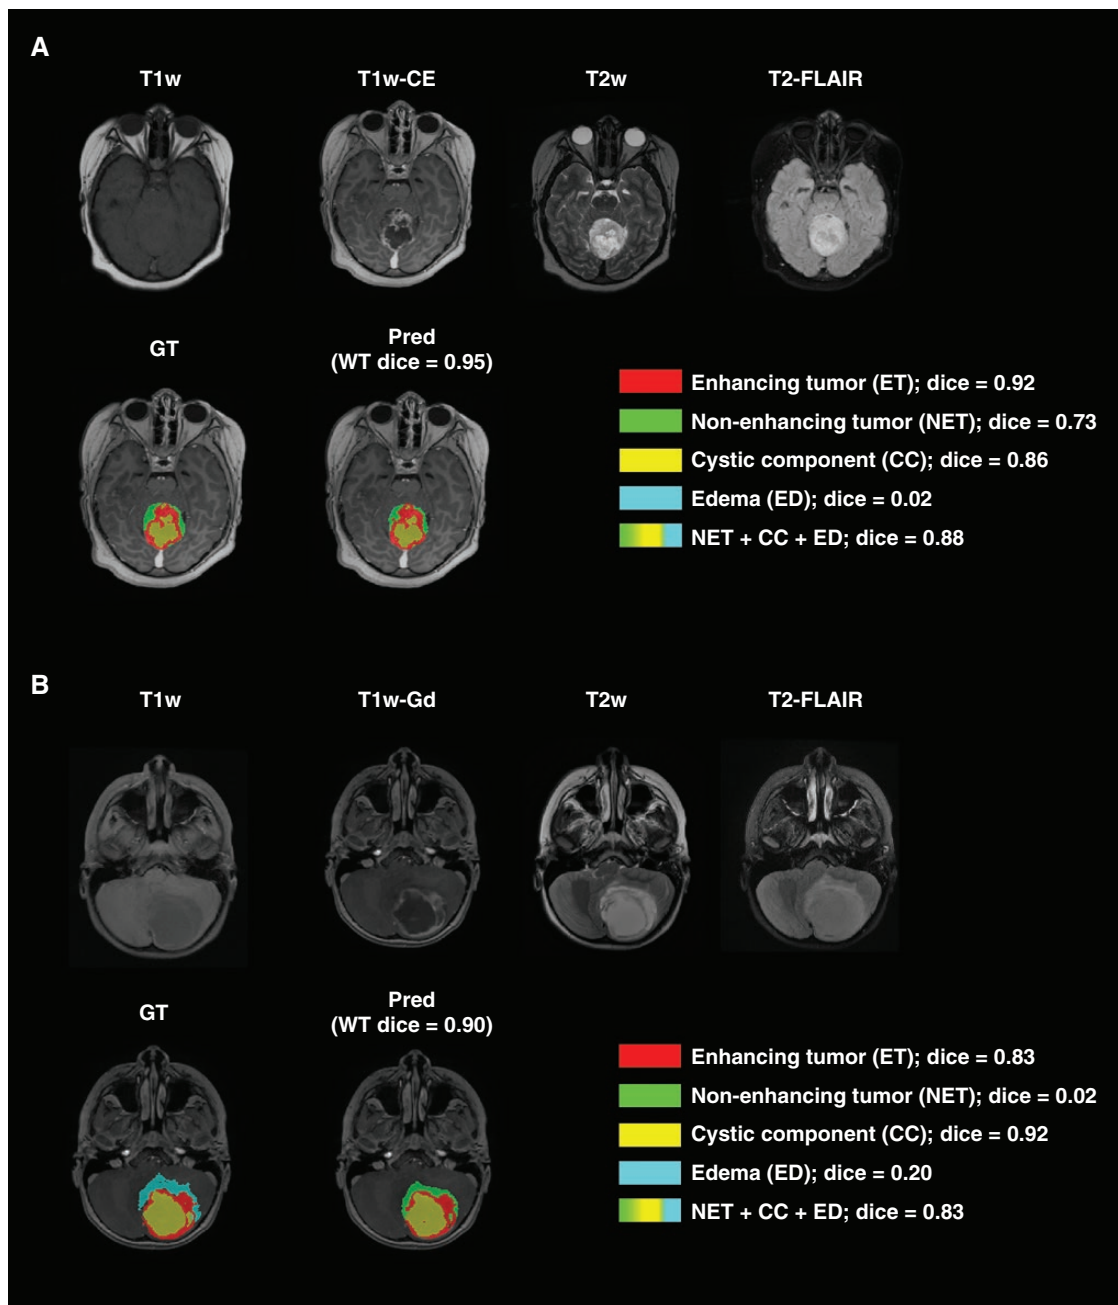 A
T1w
T1w-CE
T2w
T2-FLAIR
GT
Pred
(WT dice = 0.95)
Enhancing tumor (ET); dice = 0.92
Non-enhancing tumor (NET); dice = 0.73
Cystic component (CC); dice = 0.86
Edema (ED); dice = 0.02
NET + CC + ED; dice = 0.88
B
T1w
T1w-Gd
T2w
T2-FLAIR
GT
Pred
(WT dice = 0.90)
Enhancing tumor (ET); dice = 0.83
Non-enhancing tumor (NET); dice = 0.02
Cystic component (CC); dice = 0.92
Edema (ED); dice = 0.20
NET + CC + ED; dice = 0.83